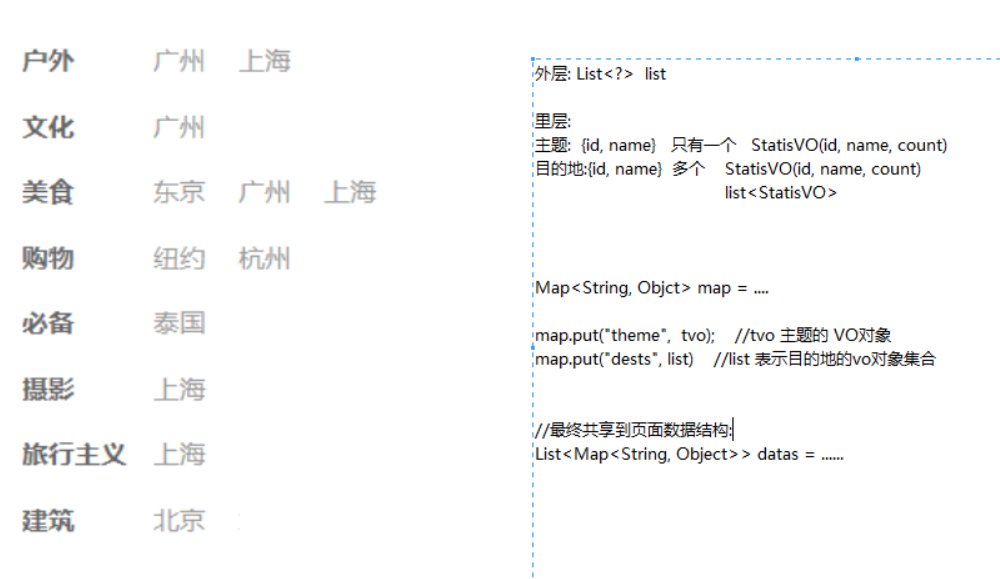 户外 广州 上海
文化 广州
美食 东京 广州 上海
购物 纽约 杭州
必备 泰国
摄影 上海
旅行主义 上海
建筑 北京
外层: List<?> list
里层:
主题: {id, name} 只有一个 StatisVO(id, name, count)
目的地:{id, name} 多个 StatisVO(id, name, count)
list<StatisVO>
Map<String, Objct> map = ....
map.put("theme", tvo); //tvo 主题的 VO对象
map.put("dests", list) //list 表示目的地的vo对象集合
//最终共享到页面数据结构:
List<Map<String, Object>> datas = ......